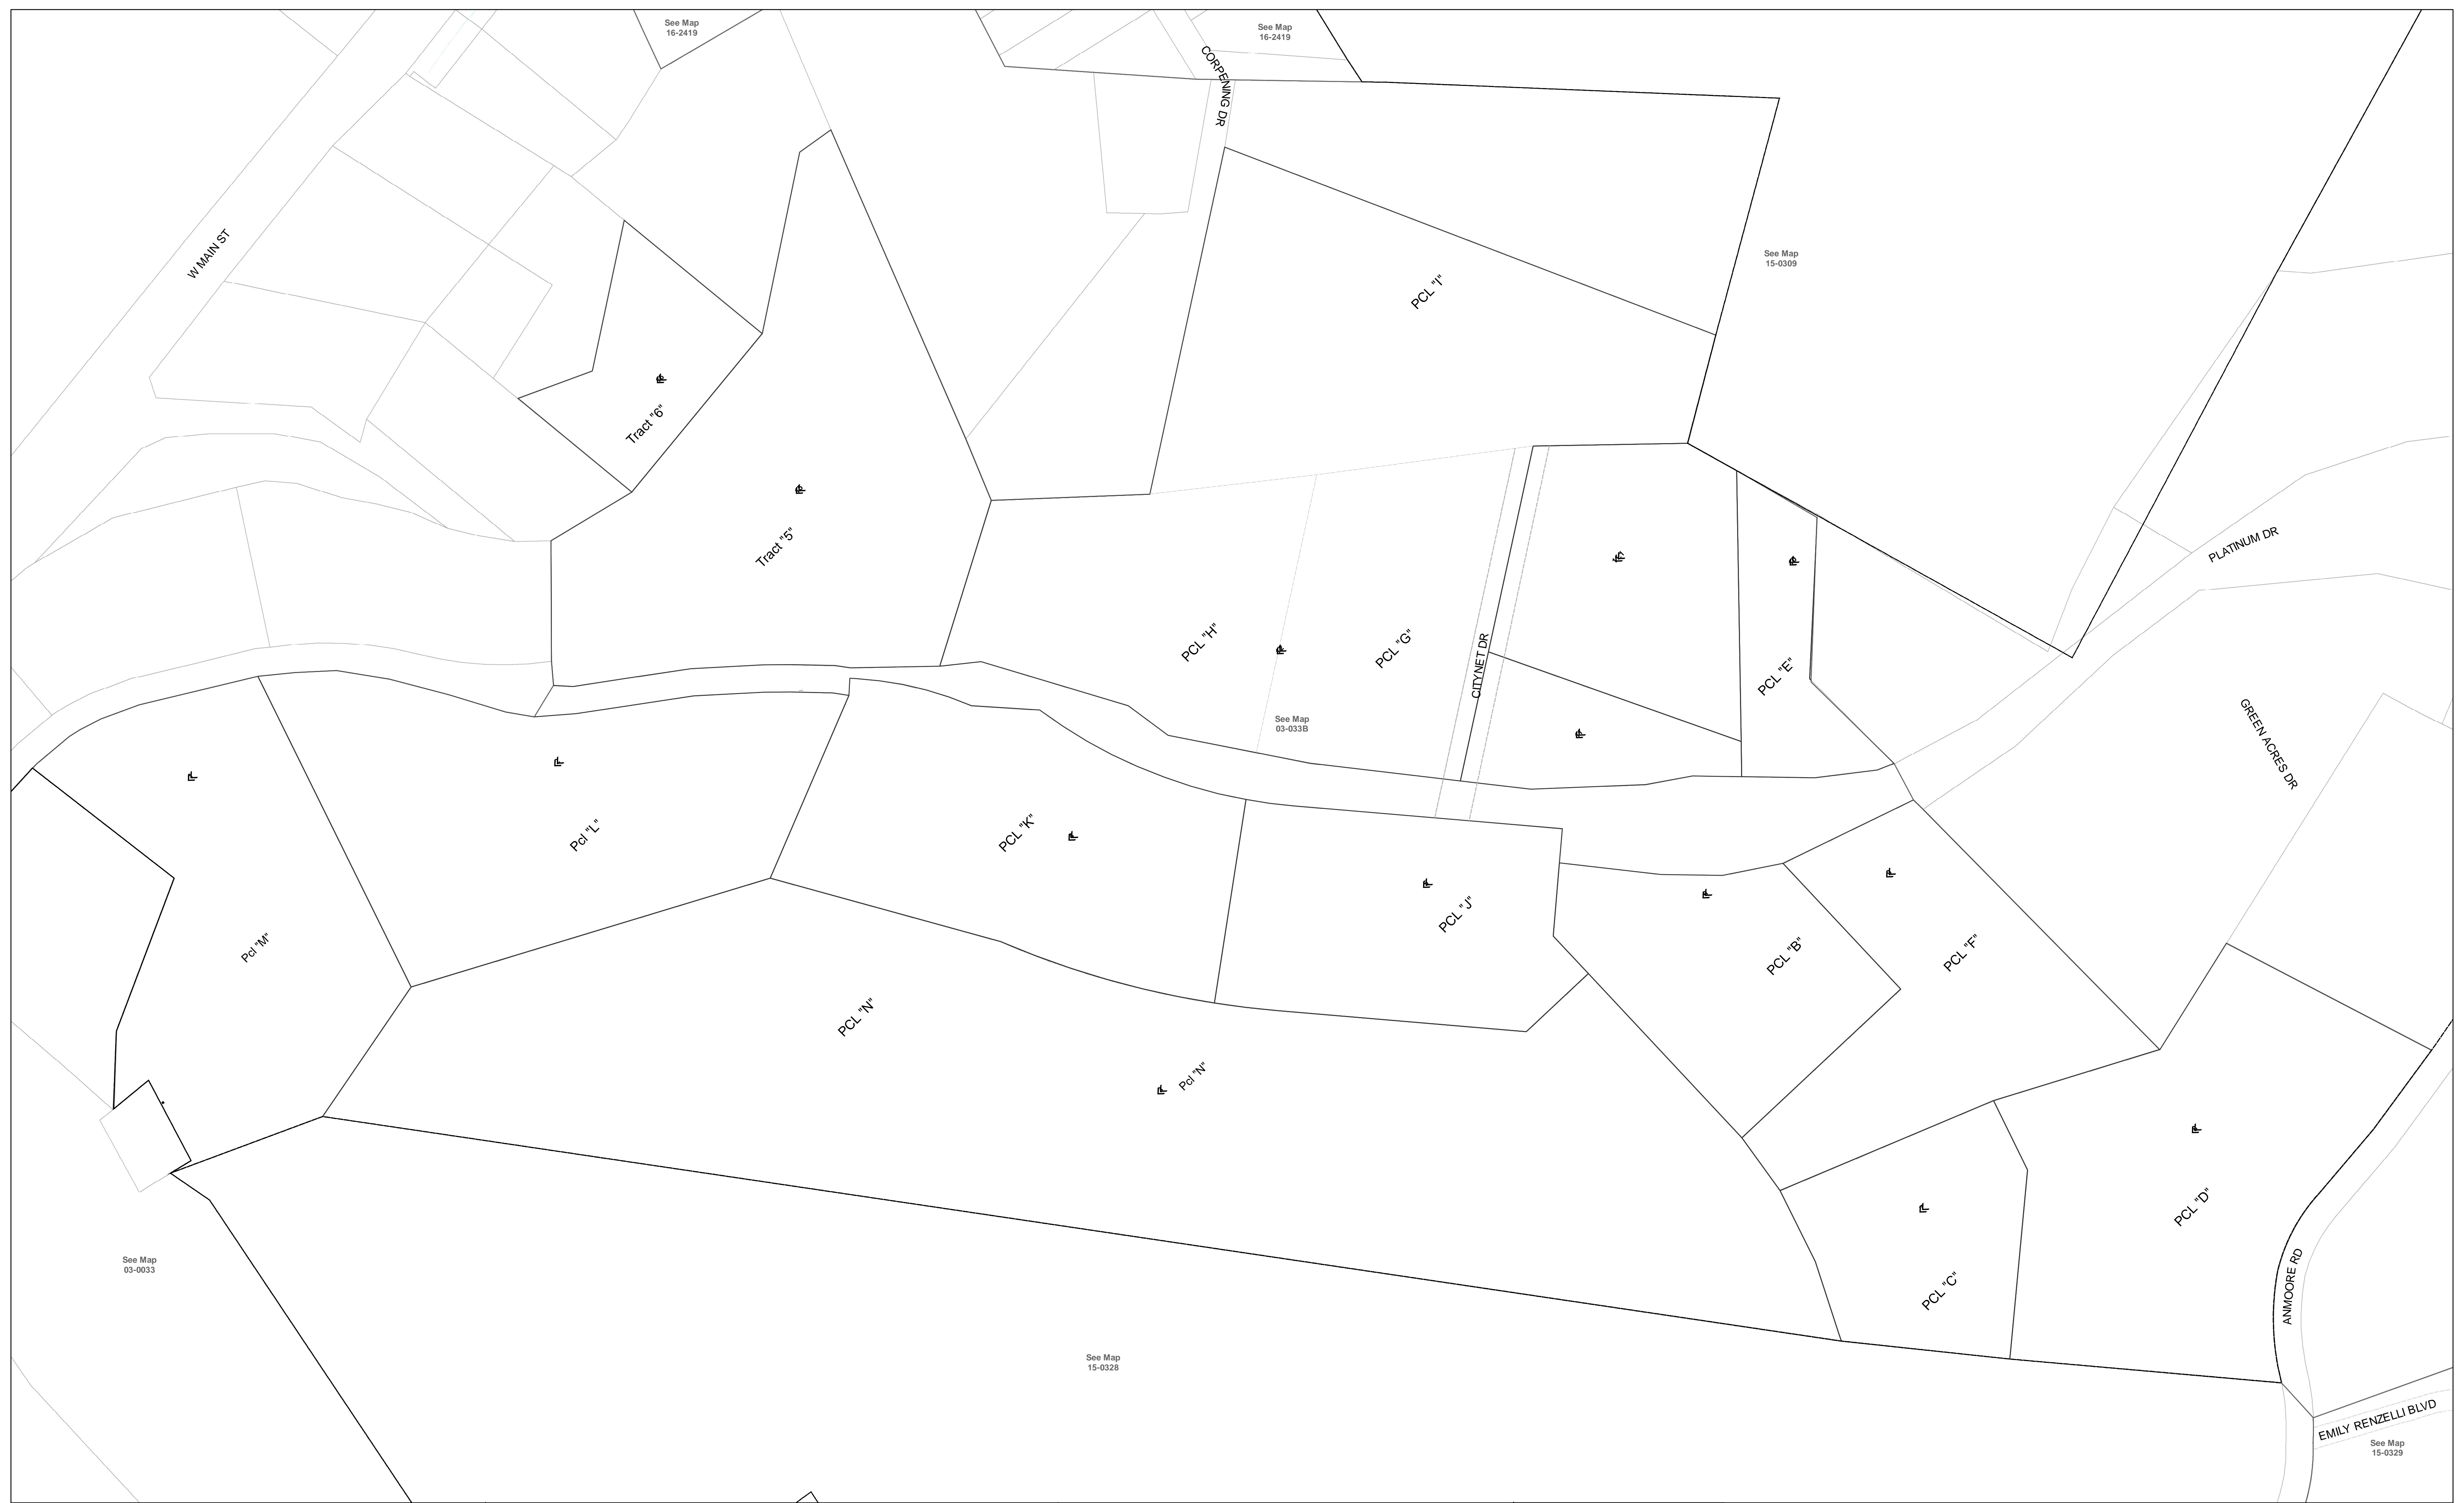 See Map
16-2419
See Map
16-2419
CORPENING DR
W MAIN ST
See Map
15-0309
PCL "I"
Tract "6"
Tract "5"
PLATINUM DR
PCL "H"
PCL "G"
CITYNET DR
PCL "E"
See Map
03-033B
GREEN ACRES DR
Pcl "L"
PCL "K"
PCL "J"
Pcl "M"
PCL "B"
PCL "F"
PCL "N"
Pcl "N"
PCL "D"
See Map
03-0033
PCL "C"
ANMOORE RD
See Map
15-0328
EMILY RENZELLI BLVD
See Map
15-0329